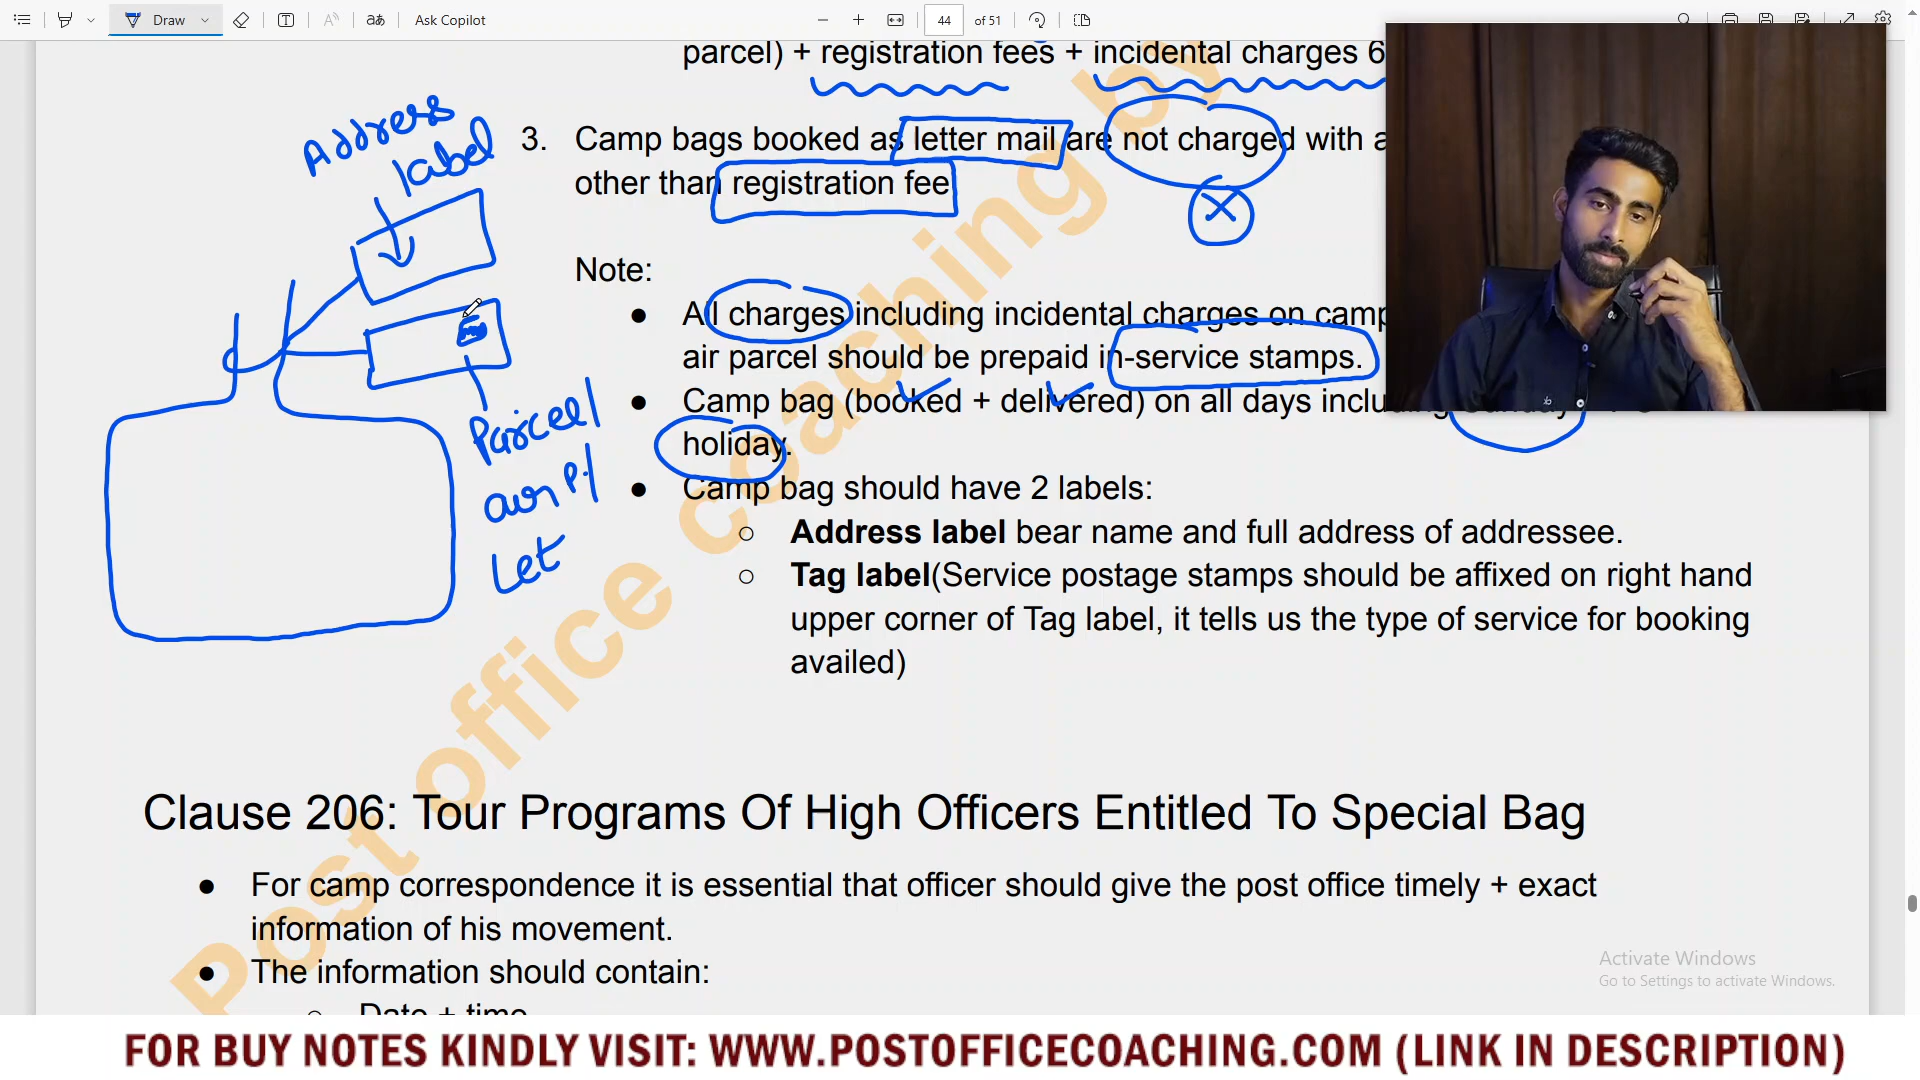 Draw
Ask Copilot
44 of 51
parcel) + registration fees + incidental charges 6
3. Camp bags booked as letter mail are not charged with a
other than registration fee
Note:
● All charges including incidental charges on camp
air parcel should be prepaid in-service stamps.
● Camp bag (booked + delivered) on all days including
holiday.
● Camp bag should have 2 labels:
○ Address label bear name and full address of addressee.
○ Tag label(Service postage stamps should be affixed on right hand
upper corner of Tag label, it tells us the type of service for booking
availed)
Address
label
Parcel
Let
Clause 206: Tour Programs Of High Officers Entitled To Special Bag
● For camp correspondence it is essential that officer should give the post office timely + exact
information of his movement.
● The information should contain:
○ Date + time
Post office coaching by
Activate Windows
Go to Settings to activate Windows.
FOR BUY NOTES KINDLY VISIT: WWW.POSTOFFICECOACHING.COM (LINK IN DESCRIPTION)